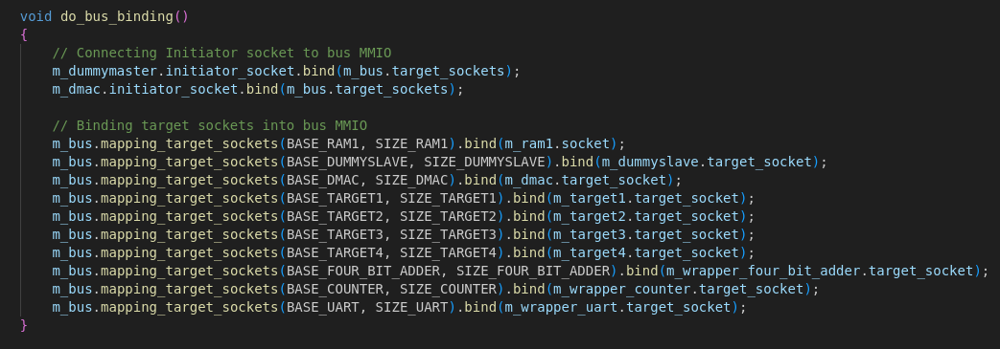 void do_bus_binding()
{
    // Connecting Initiator socket to bus MMIO
    m_dummymaster.initiator_socket.bind(m_bus.target_sockets);
    m_dmac.initiator_socket.bind(m_bus.target_sockets);

    // Binding target sockets into bus MMIO
    m_bus.mapping_target_sockets(BASE_RAM1, SIZE_RAM1).bind(m_ram1.socket);
    m_bus.mapping_target_sockets(BASE_DUMMYSLAVE, SIZE_DUMMYSLAVE).bind(m_dummyslave.target_socket);
    m_bus.mapping_target_sockets(BASE_DMAC, SIZE_DMAC).bind(m_dmac.target_socket);
    m_bus.mapping_target_sockets(BASE_TARGET1, SIZE_TARGET1).bind(m_target1.target_socket);
    m_bus.mapping_target_sockets(BASE_TARGET2, SIZE_TARGET2).bind(m_target2.target_socket);
    m_bus.mapping_target_sockets(BASE_TARGET3, SIZE_TARGET3).bind(m_target3.target_socket);
    m_bus.mapping_target_sockets(BASE_TARGET4, SIZE_TARGET4).bind(m_target4.target_socket);
    m_bus.mapping_target_sockets(BASE_FOUR_BIT_ADDER, SIZE_FOUR_BIT_ADDER).bind(m_wrapper_four_bit_adder.target_socket);
    m_bus.mapping_target_sockets(BASE_COUNTER, SIZE_COUNTER).bind(m_wrapper_counter.target_socket);
    m_bus.mapping_target_sockets(BASE_UART, SIZE_UART).bind(m_wrapper_uart.target_socket);
}